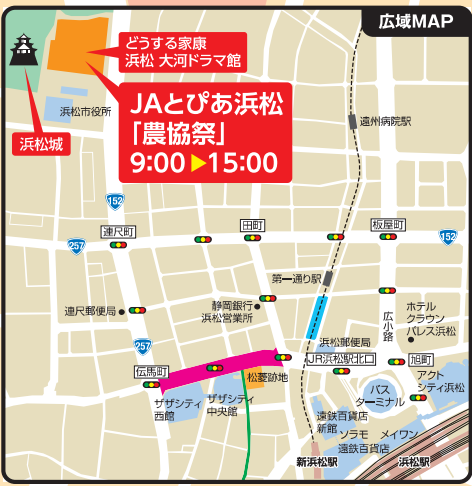 広域MAP
どうする家康
浜松 大河ドラマ館
JAとぴあ浜松
「農協祭」
9:00▶15:00
浜松市役所
浜松城
遠州病院駅
152
連尺町
田町
板屋町
152
257
第一通り駅
静岡銀行
浜松営業所
連尺郵便局
ホテル
クラウン
パレス浜松
広小路
257
浜松郵便局
JR浜松駅北口
旭町
伝馬町
松菱跡地
アクト
シティ浜松
ザザシティ
西館
ザザシティ
中央館
バス
ターミナル
遠鉄百貨店
新館
ソラモ
メイワン
遠鉄百貨店
新浜松駅
浜松駅